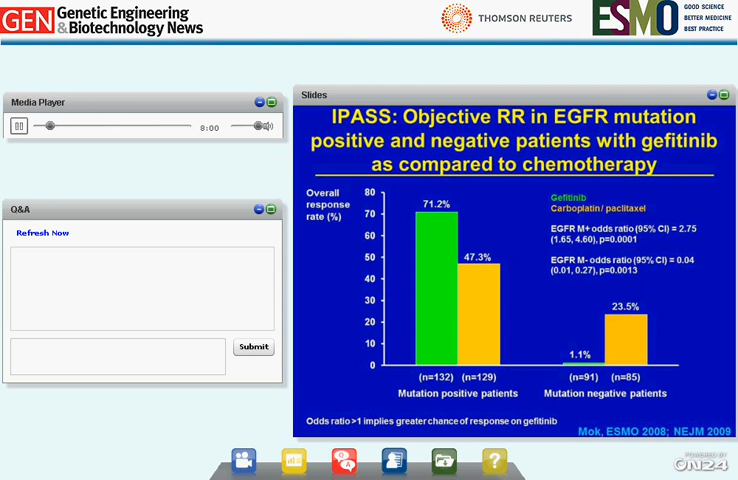 GEN Genetic Engineering
& Biotechnology News
THOMSON REUTERS
ESMO
GOOD SCIENCE
BETTER MEDICINE
BEST PRACTICE
Media Player
8:00
Q&A
Refresh Now
Submit
Slides
IPASS: Objective RR in EGFR mutation
positive and negative patients with gefitinib
as compared to chemotherapy
Overall
response
rate (%)
80
70
60
50
40
30
20
10
0
71.2%
47.3%
1.1%
23.5%
Gefitinib
Carboplatin / paclitaxel
EGFR M+ odds ratio (95% CI) = 2.75
(1.65, 4.60), p=0.0001
EGFR M- odds ratio (95% CI) = 0.04
(0.01, 0.27), p=0.0013
(n=132) (n=129)
(n=91) (n=85)
Mutation positive patients
Mutation negative patients
Odds ratio >1 implies greater chance of response on gefitinib
Mok, ESMO 2008; NEJM 2009
Q
A
?
POWERED BY
ON24